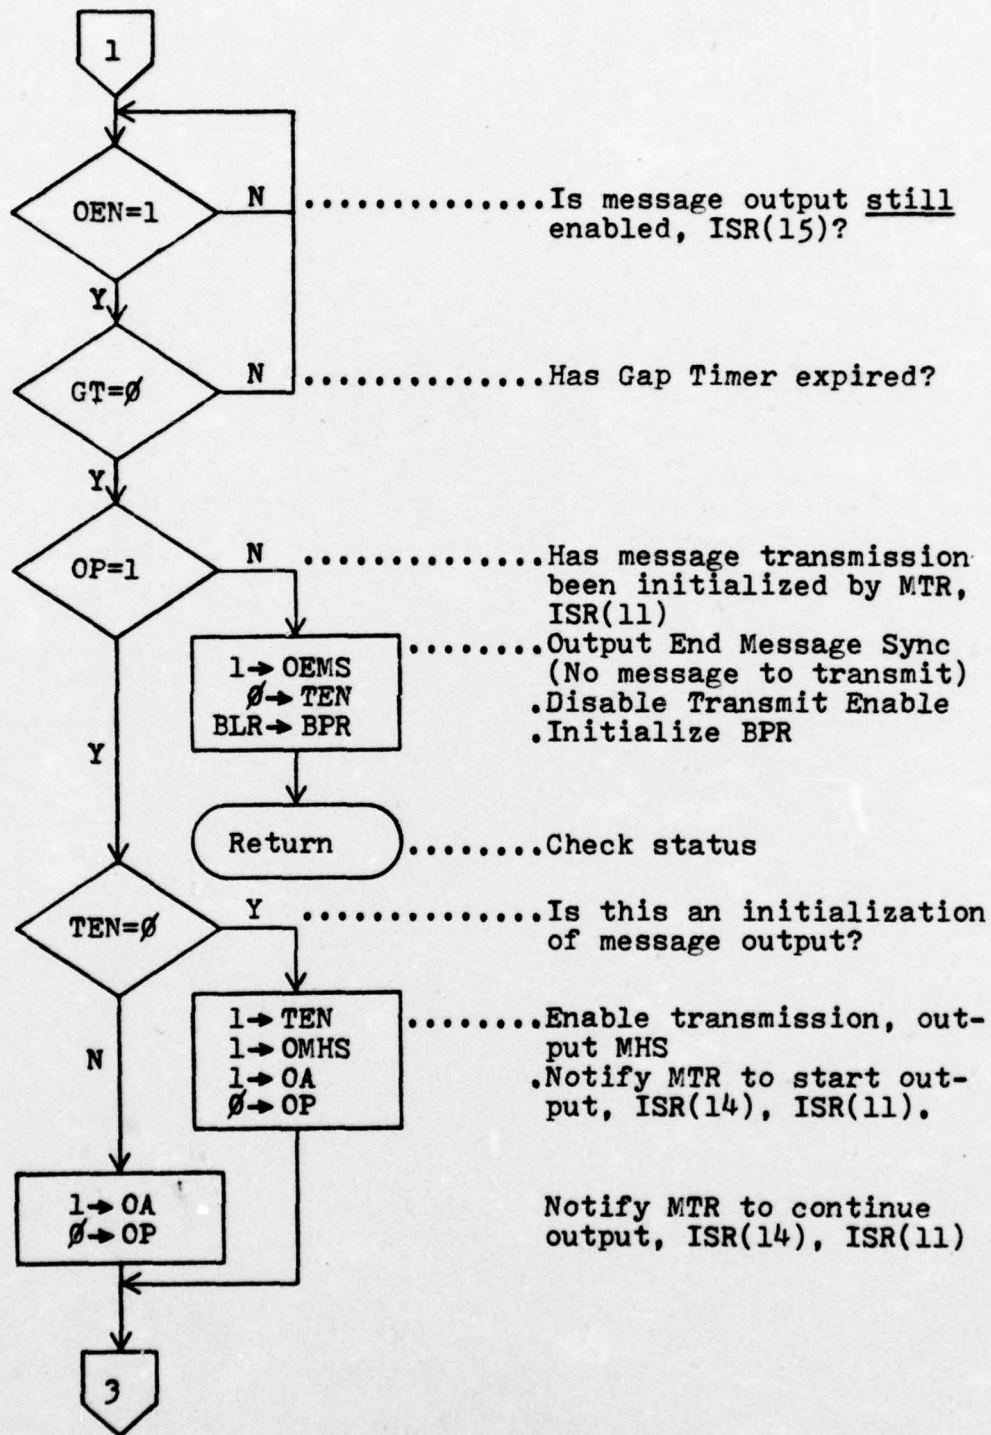 1
OEN=1 N ..............Is message output still
enabled, ISR(15)?
Y
GT=Ø N ..............Has Gap Timer expired?
Y
OP=1 N ..............Has message transmission
been initialized by MTR,
ISR(11)
1→OEMS ........Output End Message Sync
Ø→TEN (No message to transmit)
BLR→BPR .Disable Transmit Enable
.Initialize BPR
Y
Return ........Check status
TEN=Ø Y ..............Is this an initialization
of message output?
1→TEN ........Enable transmission, out-
1→OMHS put MHS
1→OA .Notify MTR to start out-
Ø→OP put, ISR(14), ISR(11).
N
1→OA Notify MTR to continue
Ø→OP output, ISR(14), ISR(11)
3